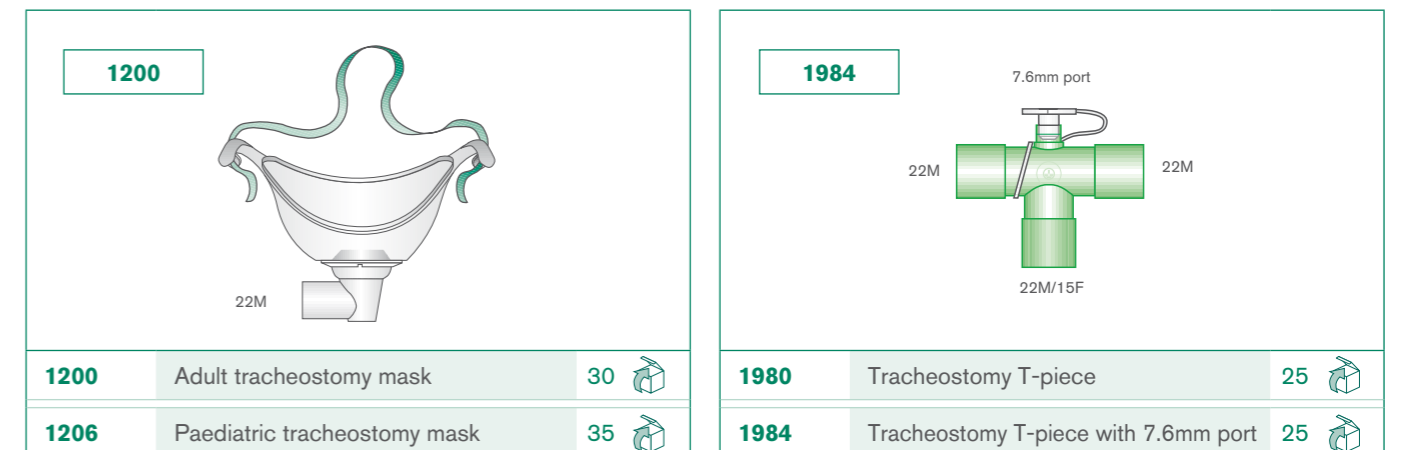 1200
22M
1200 Adult tracheostomy mask 30
1206 Paediatric tracheostomy mask 35
1984
7.6mm port
22M
22M
22M/15F
1980 Tracheostomy T-piece 25
1984 Tracheostomy T-piece with 7.6mm port 25